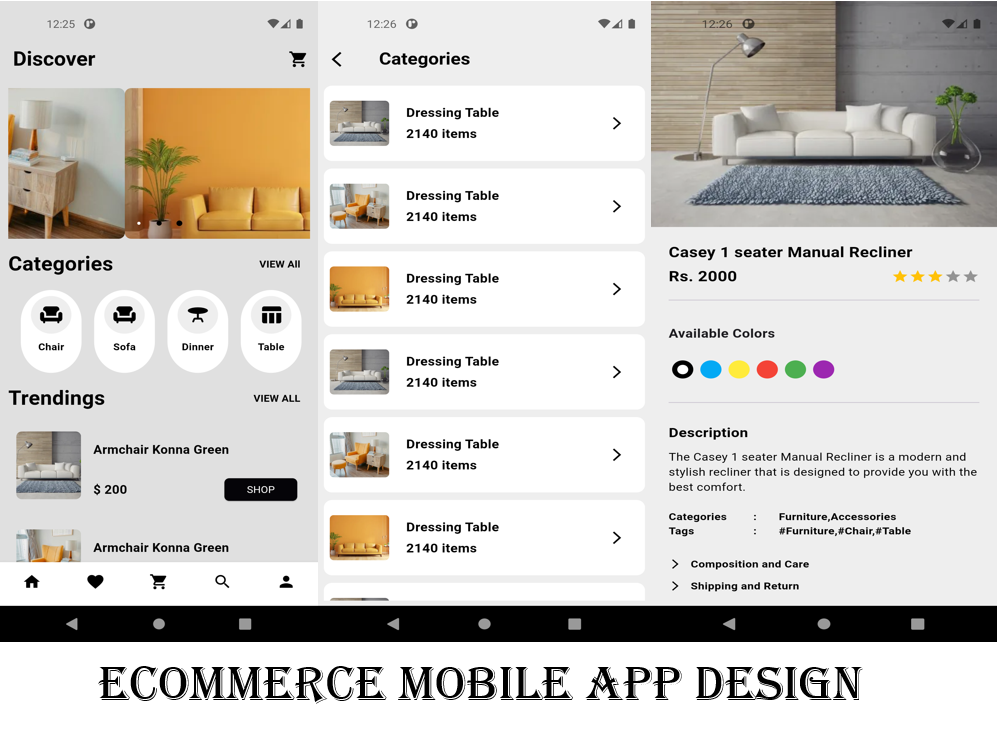 12:25
Discover
Categories
VIEW All
Chair
Sofa
Dinner
Table
Trendings
VIEW ALL
Armchair Konna Green
$ 200
SHOP
Armchair Konna Green
12:26
Categories
Dressing Table
2140 items
Dressing Table
2140 items
Dressing Table
2140 items
Dressing Table
2140 items
Dressing Table
2140 items
Dressing Table
2140 items
12:26
Casey 1 seater Manual Recliner
Rs. 2000
Available Colors
Description
The Casey 1 seater Manual Recliner is a modern and
stylish recliner that is designed to provide you with the
best comfort.
Categories : Furniture,Accessories
Tags : #Furniture,#Chair,#Table
Composition and Care
Shipping and Return
ECOMMERCE MOBILE APP DESIGN